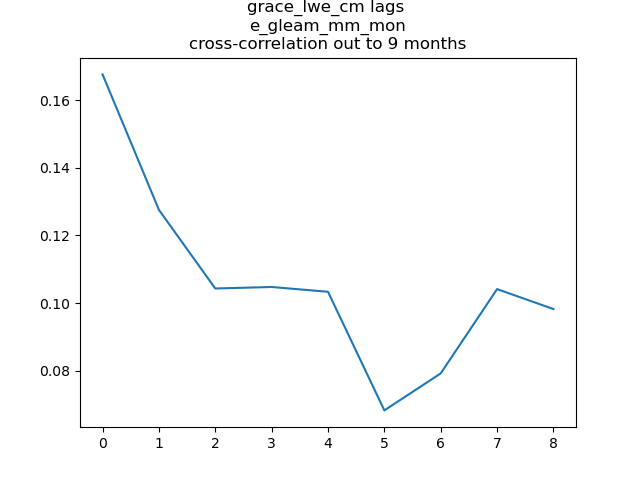 grace_lwe_cm lags
e_gleam_mm_mon
cross-correlation out to 9 months
0.16
0.14
0.12
0.10
0.08
0 1 2 3 4 5 6 7 8